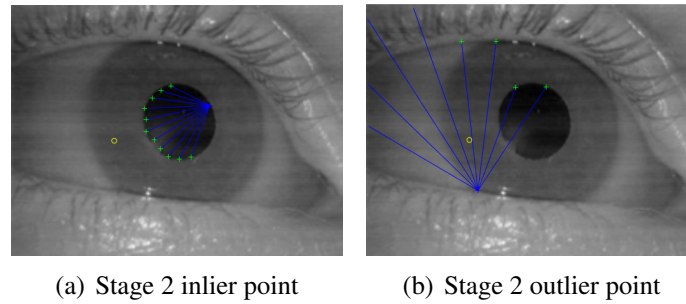 (a) Stage 2 inlier point
(b) Stage 2 outlier point